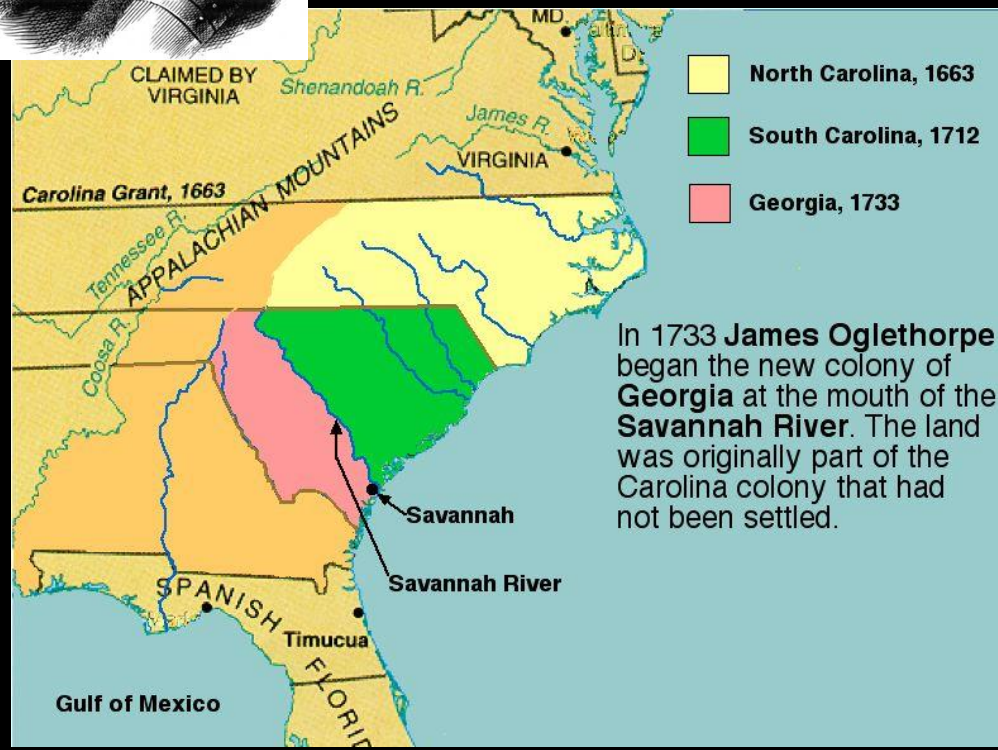 MD.
D
CLAIMED BY
VIRGINIA
Shenandoah R.
James R.
VIRGINIA
Carolina Grant, 1663
APPALACHIAN MOUNTAINS
Tennessee R.
Coosa R.
North Carolina, 1663
South Carolina, 1712
Georgia, 1733
In 1733 James Oglethorpe
began the new colony of
Georgia at the mouth of the
Savannah River. The land
was originally part of the
Carolina colony that had
not been settled.
Savannah
Savannah River
SPANISH
FLORID
Timucua
Gulf of Mexico